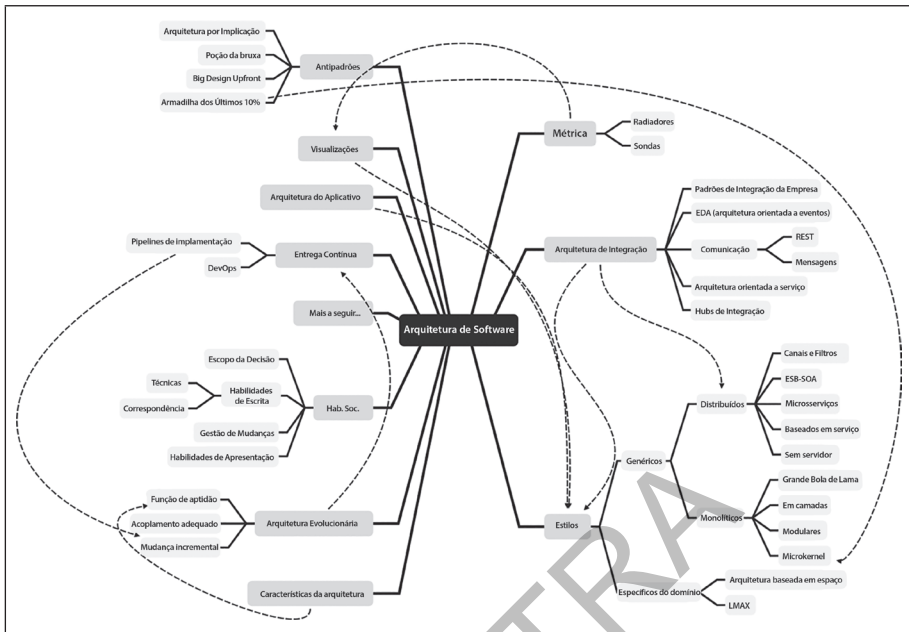 Arquitetura por Implicação
Poção da bruxa
Big Design Upfront
Armadilha dos Últimos 10%
Antipadrões
Visualizações
Arquitetura do Aplicativo
Pipelines de implamentação
DevOps
Entrega Contínua
Mais a seguir...
Escopo da Decisão
Técnicas
Correspondência
Habilidades
de Escrita
Gestão de Mudanças
Habilidades de Apresentação
Hab. Soc.
Função de aptidão
Acoplamento adequado
Mudança incremental
Arquitetura Evolucionária
Características da arquitetura
Arquitetura de Software
Métrica
Radiadores
Sondas
Arquitetura de Integração
Padrões de Integração da Empresa
EDA (arquitetura orientada a eventos)
Comunicação
REST
Mensagens
Arquitetura orientada a serviço
Hubs de Integração
Estilos
Genéricos
Distribuídos
Canais e Filtros
ESB-SOA
Microsserviços
Baseados em serviço
Sem servidor
Monolíticos
Grande Bola de Lama
Em camadas
Modulares
Microkernel
Específicos do domínio
Arquitetura baseada em espaço
LMAX
TRA